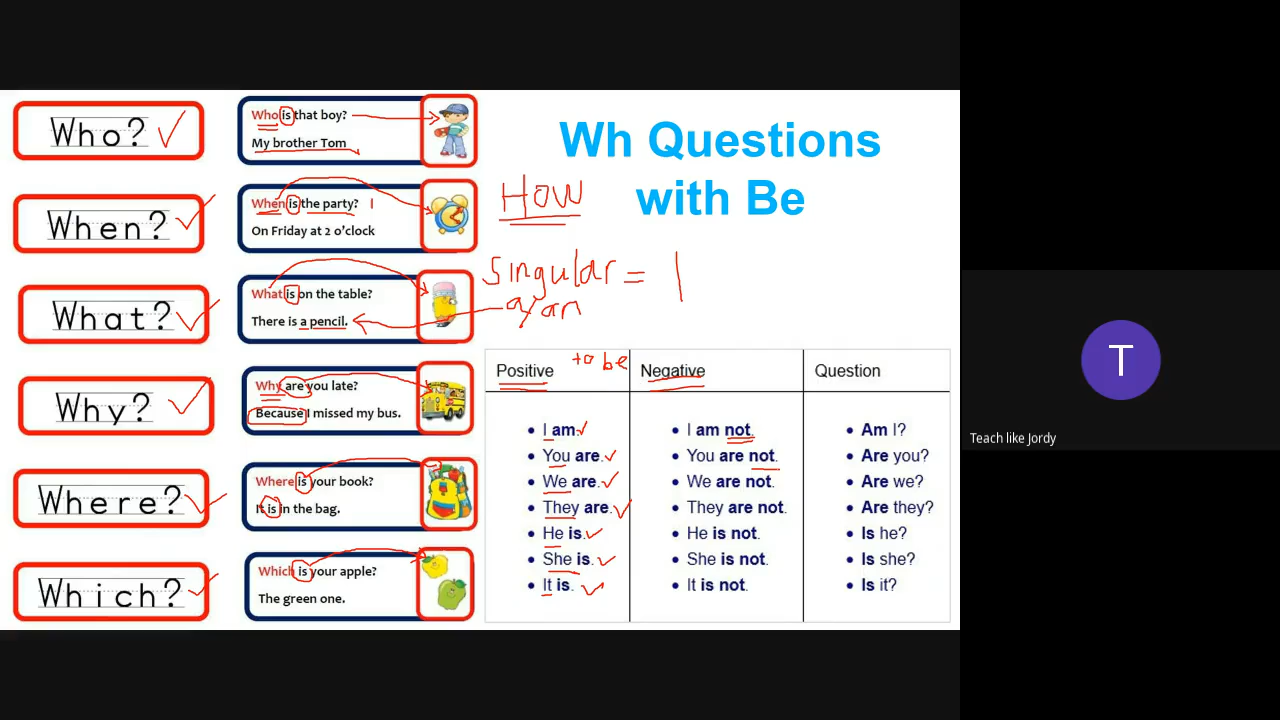 Who?
Who is that boy?
My brother Tom
Wh Questions
with Be
When?
When is the party?
On Friday at 2 o'clock
How
What?
What is on the table?
There is a pencil.
Singular = 1
a/an
Why?
Why are you late?
Because I missed my bus.
Where?
Where is your book?
It is in the bag.
Which?
Which is your apple?
The green one.
Positive to be Negative Question
• I am • I am not. • Am I?
• You are. • You are not. • Are you?
• We are. • We are not. • Are we?
• They are. • They are not. • Are they?
• He is. • He is not. • Is he?
• She is. • She is not. • Is she?
• It is. • It is not. • Is it?
T
Teach like Jordy